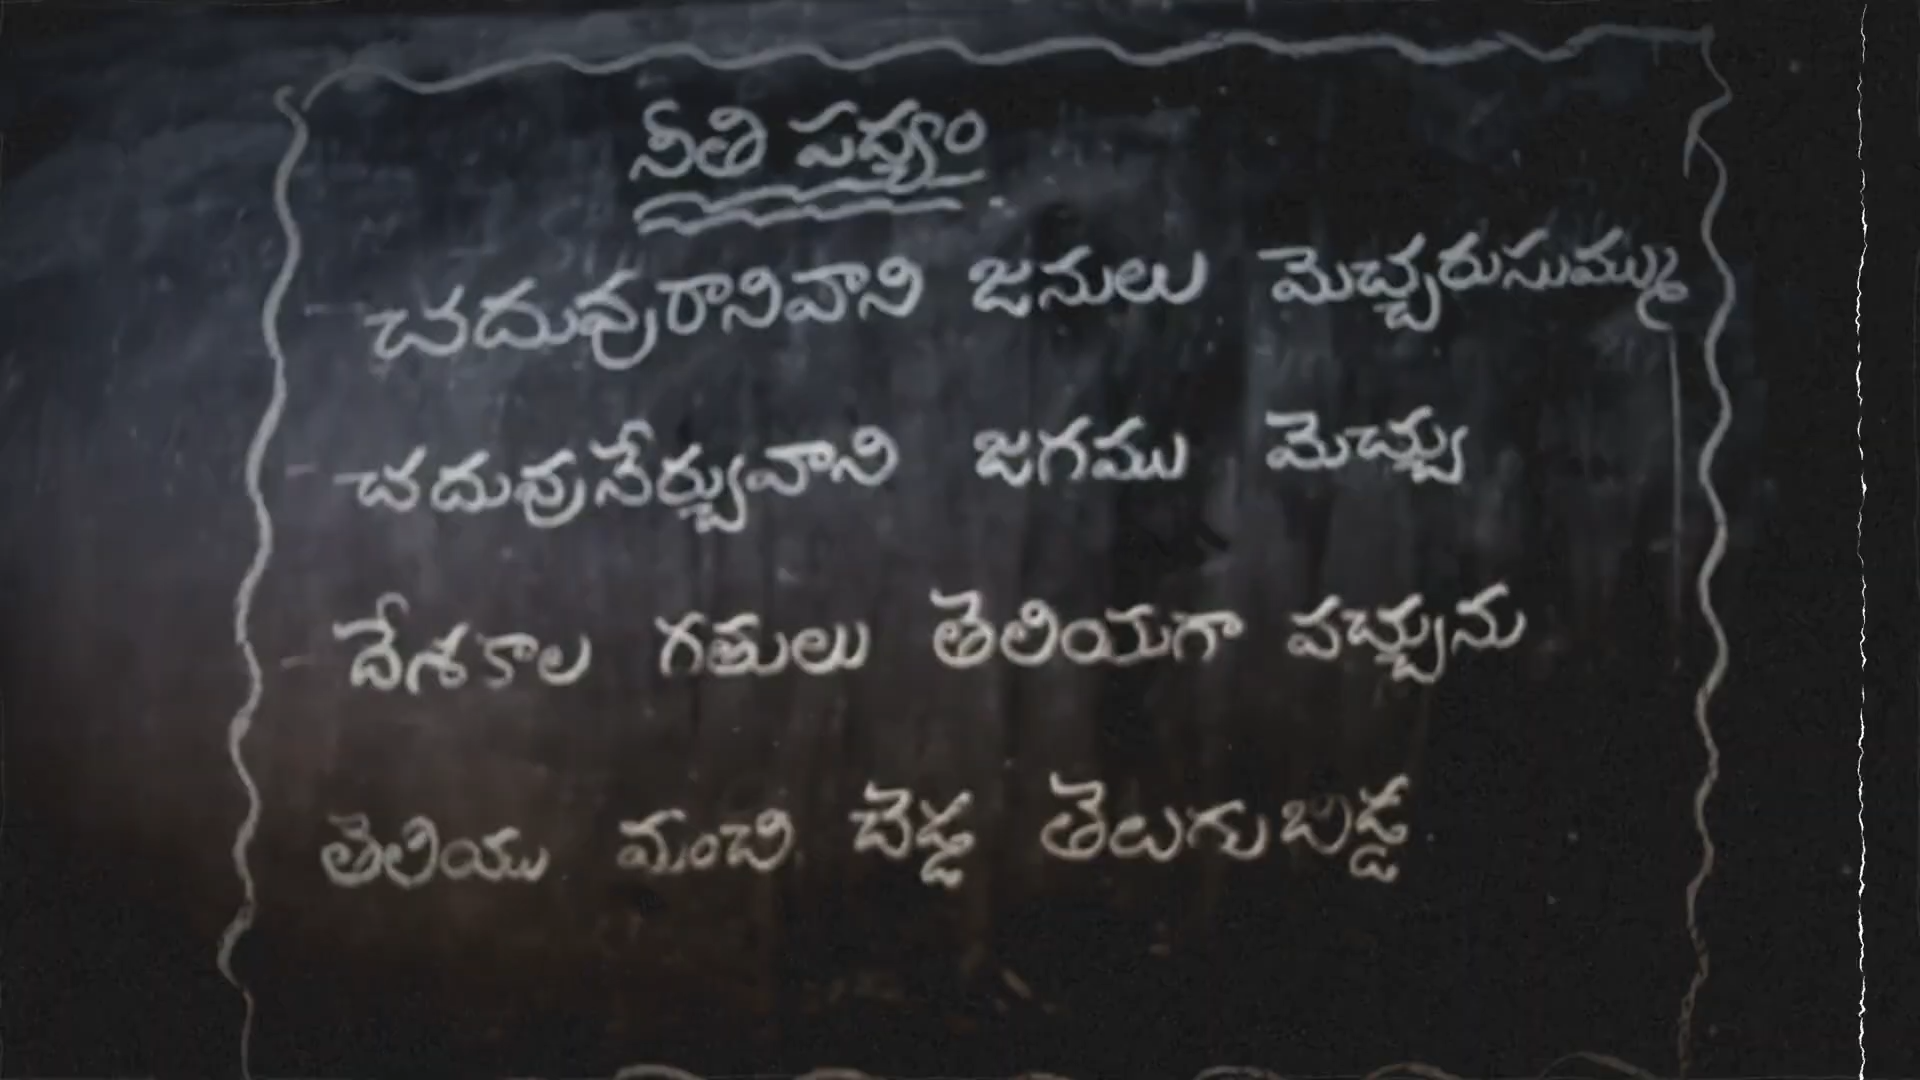 నీతి పద్యం
చదువురానివాని జనులు మెచ్చరుసుమ్ము
చదువునేర్చువాని జగము మెచ్చు
దేశకాల గతులు తెలియగా వచ్చును
తెలియు మంచి చెడ్డ తెలుగుబిడ్డ